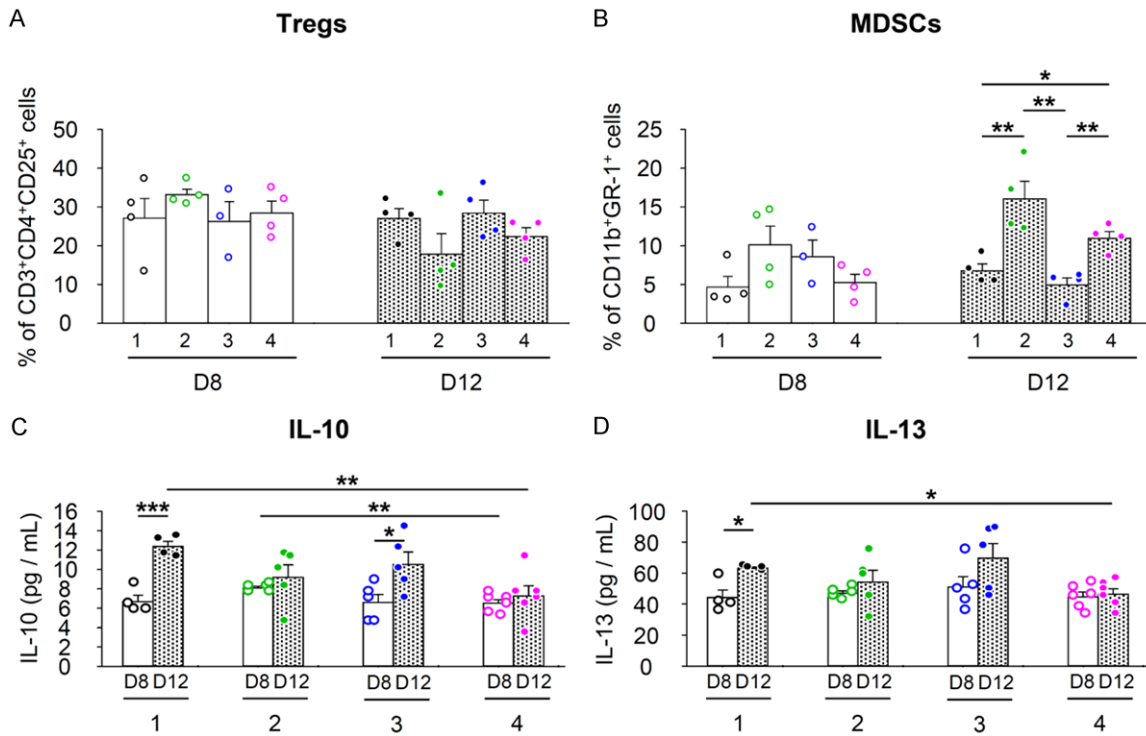 A
Tregs
% of CD3⁺CD4⁺CD25⁺ cells
50
40
30
20
10
0
1 2 3 4 1 2 3 4
D8 D12
B
MDSCs
% of CD11b⁺GR-1⁺ cells
25
20
15
10
5
0
*
**
** **
1 2 3 4 1 2 3 4
D8 D12
C
IL-10
IL-10 (pg / mL)
16
14
12
10
8
6
4
2
0
**
*** **
*
D8 D12 D8 D12 D8 D12 D8 D12
1 2 3 4
D
IL-13
IL-13 (pg / mL)
100
80
60
40
20
0
*
*
D8 D12 D8 D12 D8 D12 D8 D12
1 2 3 4